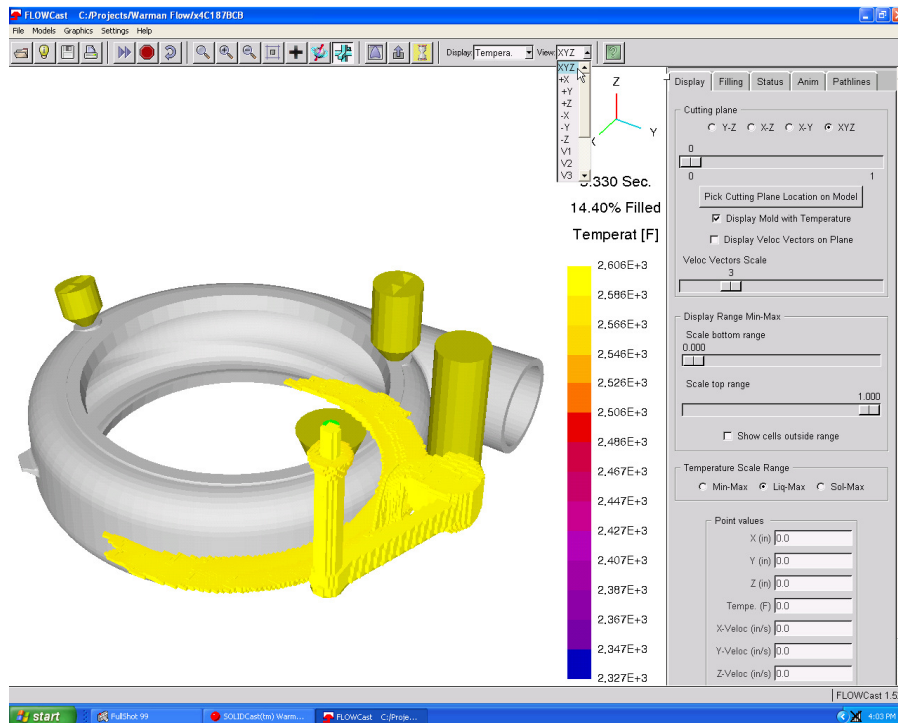 FLOWCast C:/Projects/Warman Flow/x4C187BCB
File Models Graphics Settings Help
Display: Tempera. View: XYZ
XYZ
+X
+Y
+Z
-X
-Y
-Z
V1
V2
V3
Z
Y
X
3.330 Sec.
14.40% Filled
Temperat [F]
2,606E+3
2,586E+3
2,566E+3
2,546E+3
2,526E+3
2,506E+3
2,486E+3
2,467E+3
2,447E+3
2,427E+3
2,407E+3
2,387E+3
2,367E+3
2,347E+3
2,327E+3
Display Filling Status Anim Pathlines
Cutting plane
Y-Z X-Z X-Y XYZ
0
0 1
Pick Cutting Plane Location on Model
Display Mold with Temperature
Display Veloc Vectors on Plane
Veloc Vectors Scale
3
Display Range Min-Max
Scale bottom range
0.000
Scale top range
1.000
Show cells outside range
Temperature Scale Range
Min-Max Liq-Max Sol-Max
Point values
X (in) 0.0
Y (in) 0.0
Z (in) 0.0
Tempe. (F) 0.0
X-Veloc (in/s) 0.0
Y-Veloc (in/s) 0.0
Z-Veloc (in/s) 0.0
FLOWCast 1.5
start FullShot 99 SOLIDCast(tm) Warm... FLOWCast C:/Proje... 4:03 PM